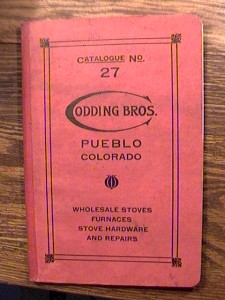 CATALOGUE NO.
27
CODDING BROS.
PUEBLO
COLORADO
WHOLESALE STOVES
FURNACES
STOVE HARDWARE
AND REPAIRS